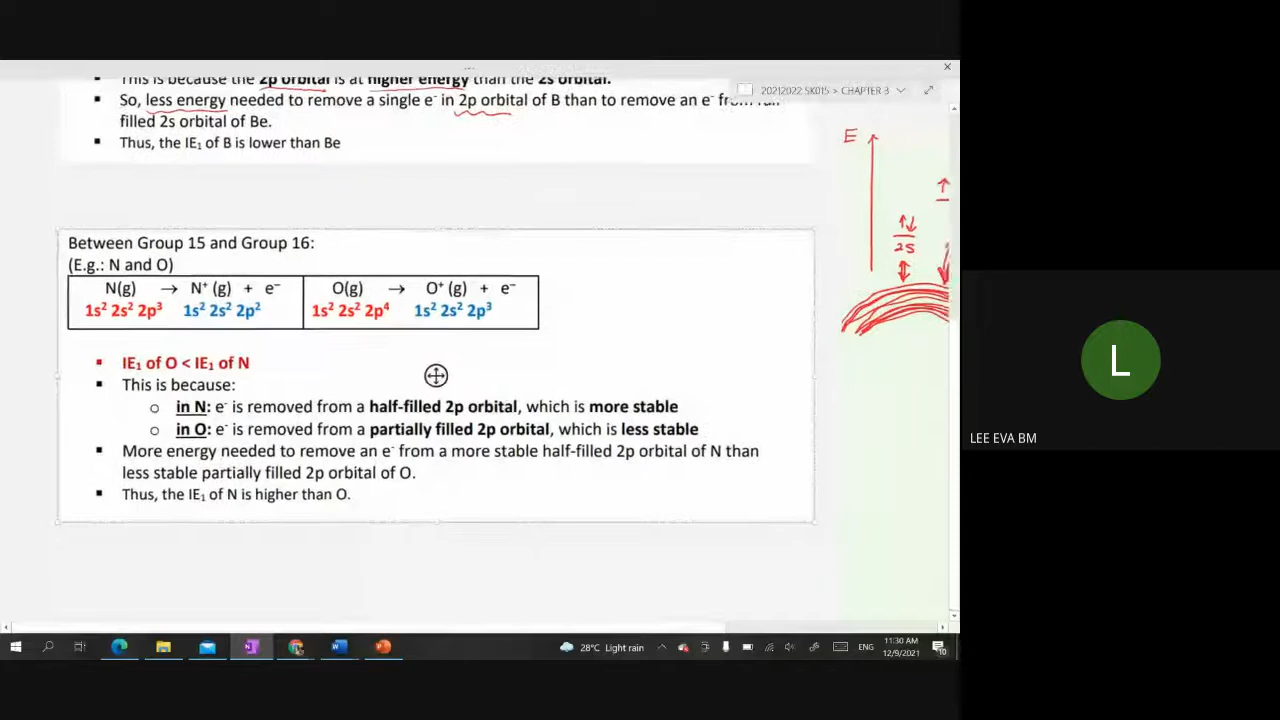 This is because the 2p orbital is at higher energy than the 2s orbital.
20212022 SK015 > CHAPTER 3
So, less energy needed to remove a single e⁻ in 2p orbital of B than to remove an e⁻ from full
filled 2s orbital of Be.
Thus, the IE₁ of B is lower than Be
E
2s
Between Group 15 and Group 16:
(E.g.: N and O)
N(g) → N⁺ (g) + e⁻ O(g) → O⁺ (g) + e⁻
1s² 2s² 2p³ 1s² 2s² 2p² 1s² 2s² 2p⁴ 1s² 2s² 2p³
IE₁ of O < IE₁ of N
This is because:
in N: e⁻ is removed from a half-filled 2p orbital, which is more stable
in O: e⁻ is removed from a partially filled 2p orbital, which is less stable
More energy needed to remove an e⁻ from a more stable half-filled 2p orbital of N than
less stable partially filled 2p orbital of O.
Thus, the IE₁ of N is higher than O.
L
LEE EVA BM
28°C Light rain
ENG
11:30 AM
12/9/2021
10